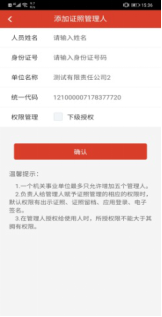 15:36
添加证照管理人
人员姓名 请输入姓名
身份证号 请输入身份证号码
单位名称 测试有限责任公司2
统一代码 121000007178377720
权限管理 下级授权
确认
温馨提示：
1.一个机关事业单位最多只允许增加五个管理人。
2.负责人给管理人赋予证照管理的相应的权限时，
默认权限有出示证照、证照留档、应用登录、电子
签名。
3.在管理人授权给使用人时，所授权限不能大于其
拥有权限。